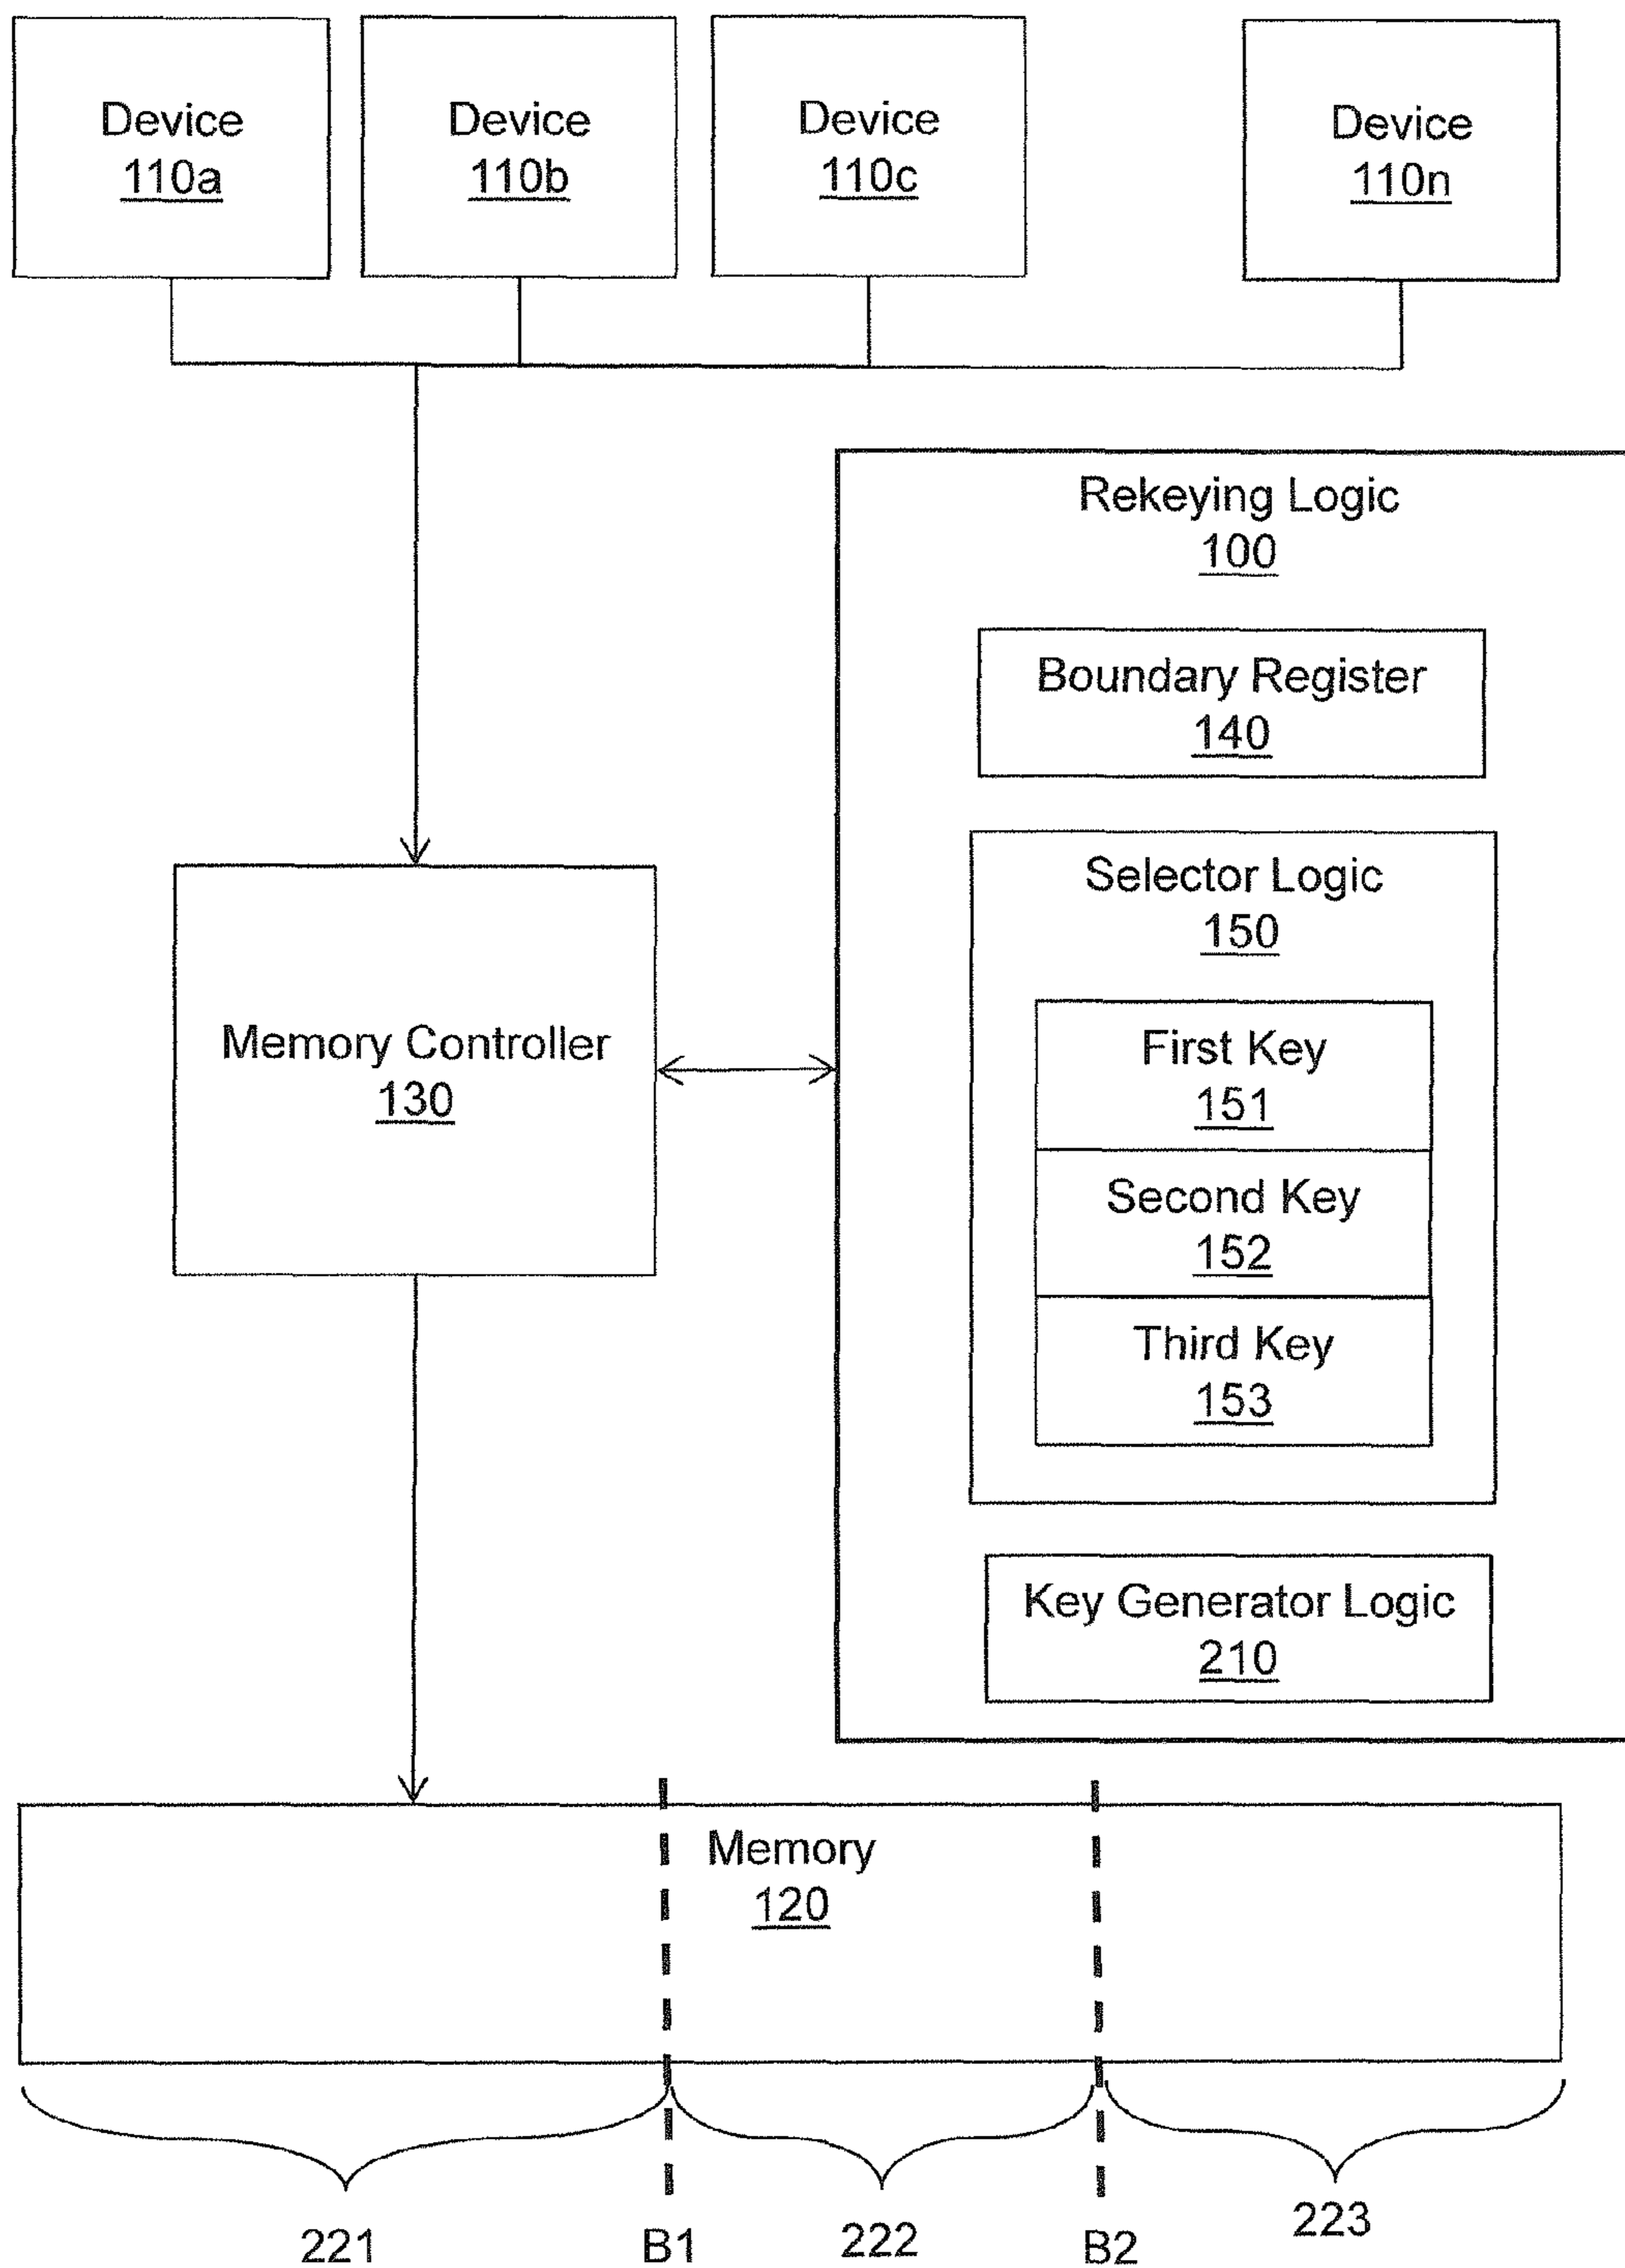 Device
110a
Device
110b
Device
110c
Device
110n
Rekeying Logic
100
Boundary Register
140
Selector Logic
150
First Key
151
Second Key
152
Third Key
153
Memory Controller
130
Key Generator Logic
210
Memory
120
221
B1
222
B2
223